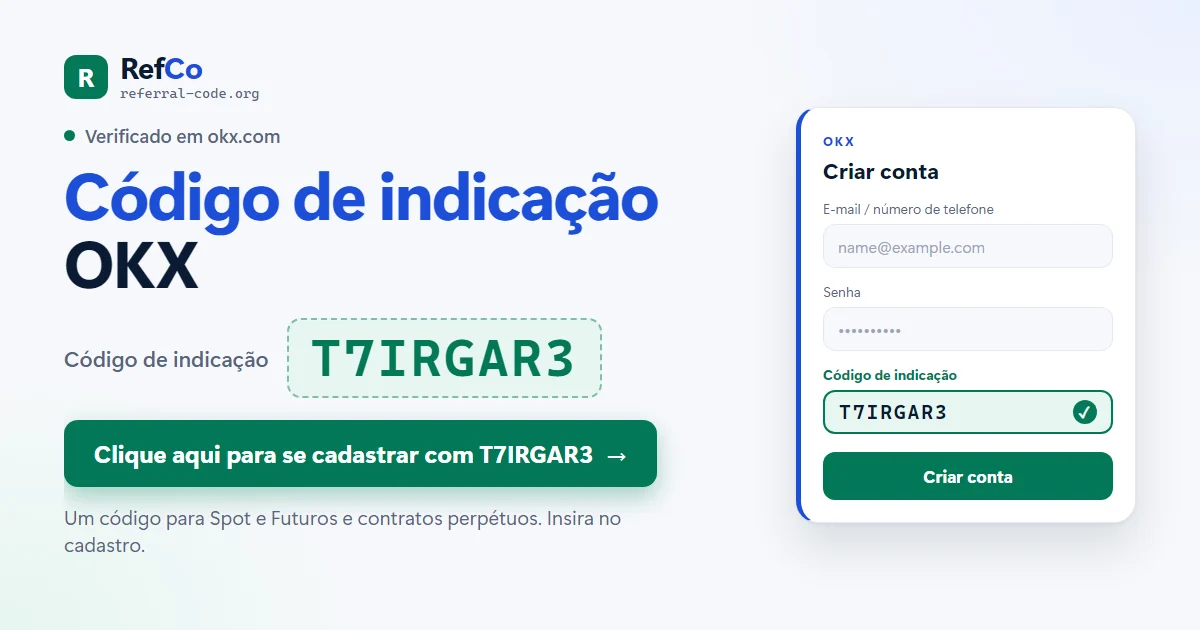 R
RefCo
referral-code.org
Verificado em okx.com
Código de indicação
OKX
Código de indicação
T7IRGAR3
Clique aqui para se cadastrar com T7IRGAR3 →
Um código para Spot e Futuros e contratos perpétuos. Insira no
cadastro.
OKX
Criar conta
E-mail / número de telefone
name@example.com
Senha
••••••••••
Código de indicação
T7IRGAR3 ✓
Criar conta